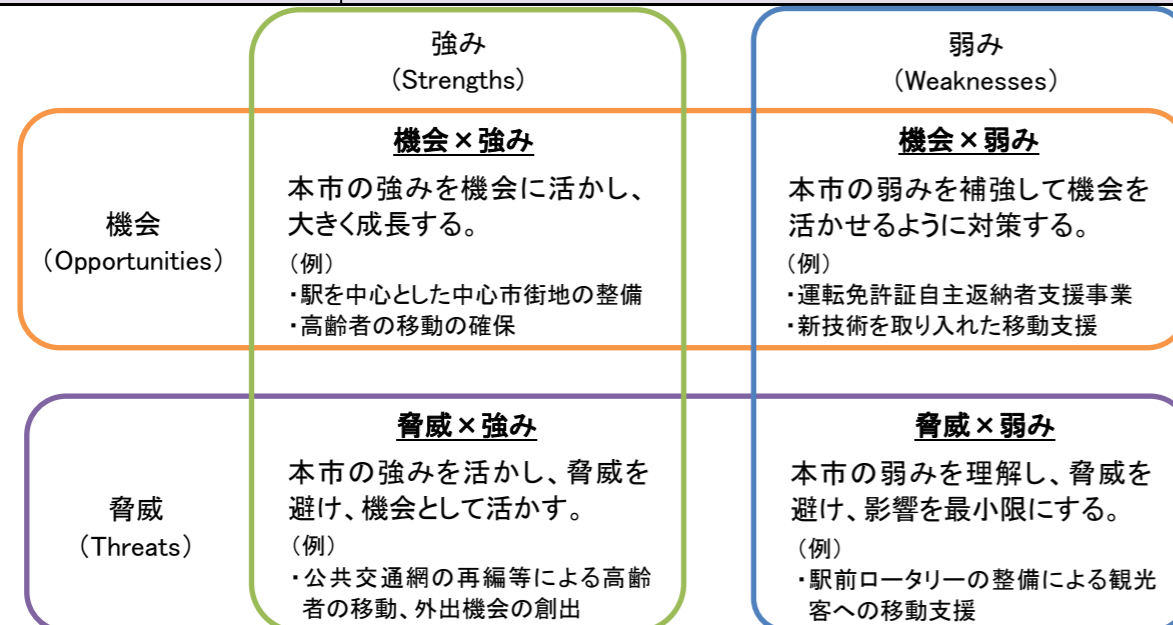 強み
（Strengths）
弱み
（Weaknesses）
機会
（Opportunities）
機会×強み
本市の強みを機会に活かし、
大きく成長する。
（例）
・駅を中心とした中心市街地の整備
・高齢者の移動の確保
機会×弱み
本市の弱みを補強して機会を
活かせるように対策する。
（例）
・運転免許証自主返納者支援事業
・新技術を取り入れた移動支援
脅威
（Threats）
脅威×強み
本市の強みを活かし、脅威を
避け、機会として活かす。
（例）
・公共交通網の再編等による高齢
者の移動、外出機会の創出
脅威×弱み
本市の弱みを理解し、脅威を
避け、影響を最小限にする。
（例）
・駅前ロータリーの整備による観光
客への移動支援